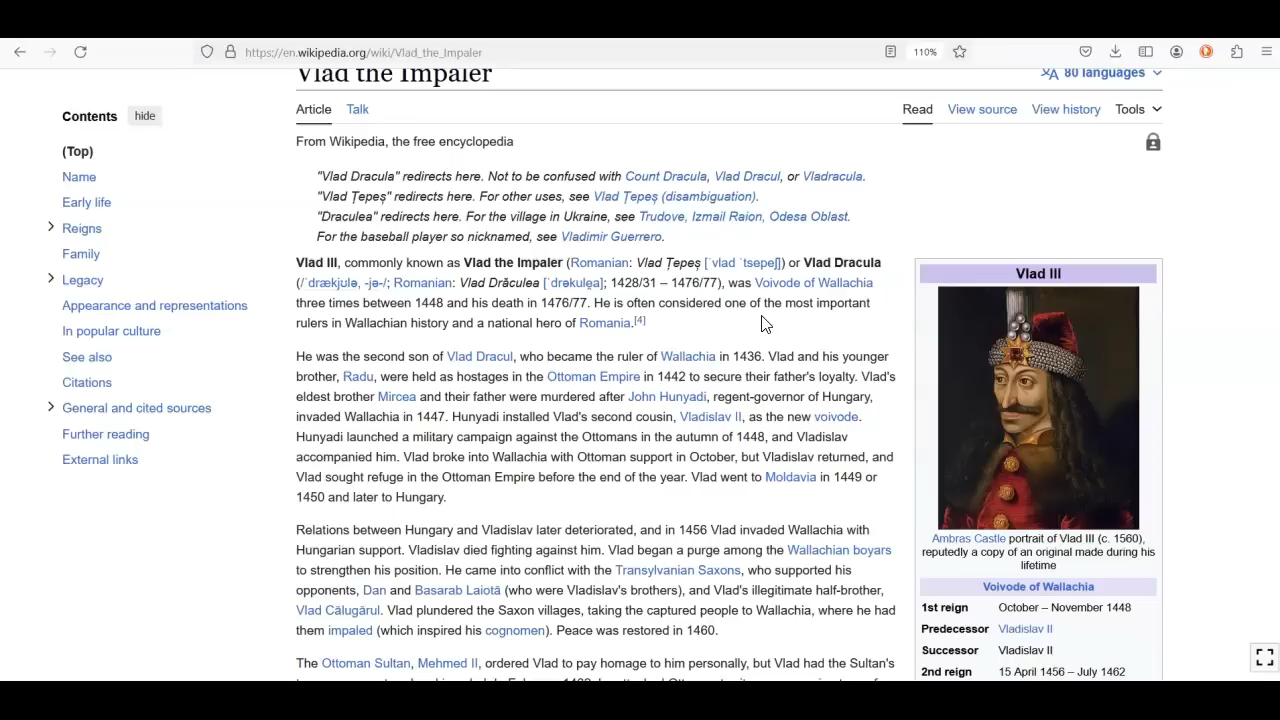 https://en.wikipedia.org/wiki/Vlad_the_Impaler
110%
Vlad the Impaler
80 languages
Contents
hide
Article
Talk
Read
View source
View history
Tools
From Wikipedia, the free encyclopedia
(Top)
Name
Early life
Reigns
Family
Legacy
Appearance and representations
In popular culture
See also
Citations
General and cited sources
Further reading
External links
"Vlad Dracula" redirects here. Not to be confused with Count Dracula, Vlad Dracul, or Vladracula.
"Vlad Țepeș" redirects here. For other uses, see Vlad Țepeș (disambiguation).
"Draculea" redirects here. For the village in Ukraine, see Trudove, Izmail Raion, Odesa Oblast.
For the baseball player so nicknamed, see Vladimir Guerrero.
Vlad III, commonly known as Vlad the Impaler (Romanian: Vlad Țepeș [ˈvlad ˈtsepeʃ]) or Vlad Dracula
(/ˈdrækjulə, -jə-/; Romanian: Vlad Drăculea [ˈdrəkule̯a]; 1428/31 – 1476/77), was Voivode of Wallachia
three times between 1448 and his death in 1476/77. He is often considered one of the most important
rulers in Wallachian history and a national hero of Romania.[4]
He was the second son of Vlad Dracul, who became the ruler of Wallachia in 1436. Vlad and his younger
brother, Radu, were held as hostages in the Ottoman Empire in 1442 to secure their father's loyalty. Vlad's
eldest brother Mircea and their father were murdered after John Hunyadi, regent-governor of Hungary,
invaded Wallachia in 1447. Hunyadi installed Vlad's second cousin, Vladislav II, as the new voivode.
Hunyadi launched a military campaign against the Ottomans in the autumn of 1448, and Vladislav
accompanied him. Vlad broke into Wallachia with Ottoman support in October, but Vladislav returned, and
Vlad sought refuge in the Ottoman Empire before the end of the year. Vlad went to Moldavia in 1449 or
1450 and later to Hungary.
Relations between Hungary and Vladislav later deteriorated, and in 1456 Vlad invaded Wallachia with
Hungarian support. Vladislav died fighting against him. Vlad began a purge among the Wallachian boyars
to strengthen his position. He came into conflict with the Transylvanian Saxons, who supported his
opponents, Dan and Basarab Laiotă (who were Vladislav's brothers), and Vlad's illegitimate half-brother,
Vlad Călugărul. Vlad plundered the Saxon villages, taking the captured people to Wallachia, where he had
them impaled (which inspired his cognomen). Peace was restored in 1460.
The Ottoman Sultan, Mehmed II, ordered Vlad to pay homage to him personally, but Vlad had the Sultan's
Vlad III
Ambras Castle portrait of Vlad III (c. 1560),
reputedly a copy of an original made during his
lifetime
Voivode of Wallachia
1st reign October – November 1448
Predecessor Vladislav II
Successor Vladislav II
2nd reign 15 April 1456 – July 1462